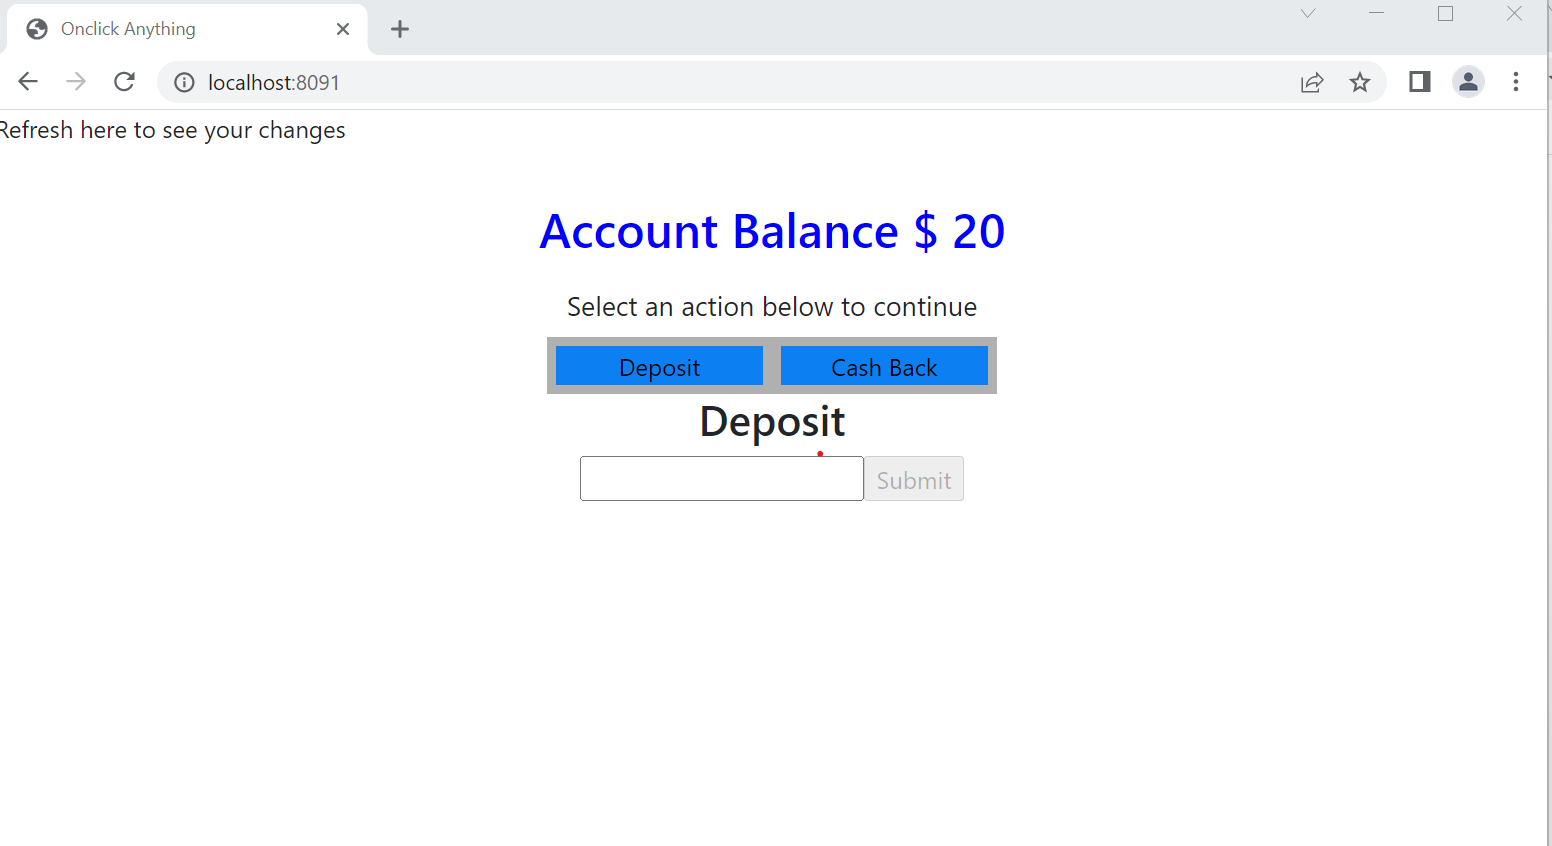 Onclick Anything
localhost:8091
Refresh here to see your changes
Account Balance $ 20
Select an action below to continue
Deposit Cash Back
Deposit
Submit